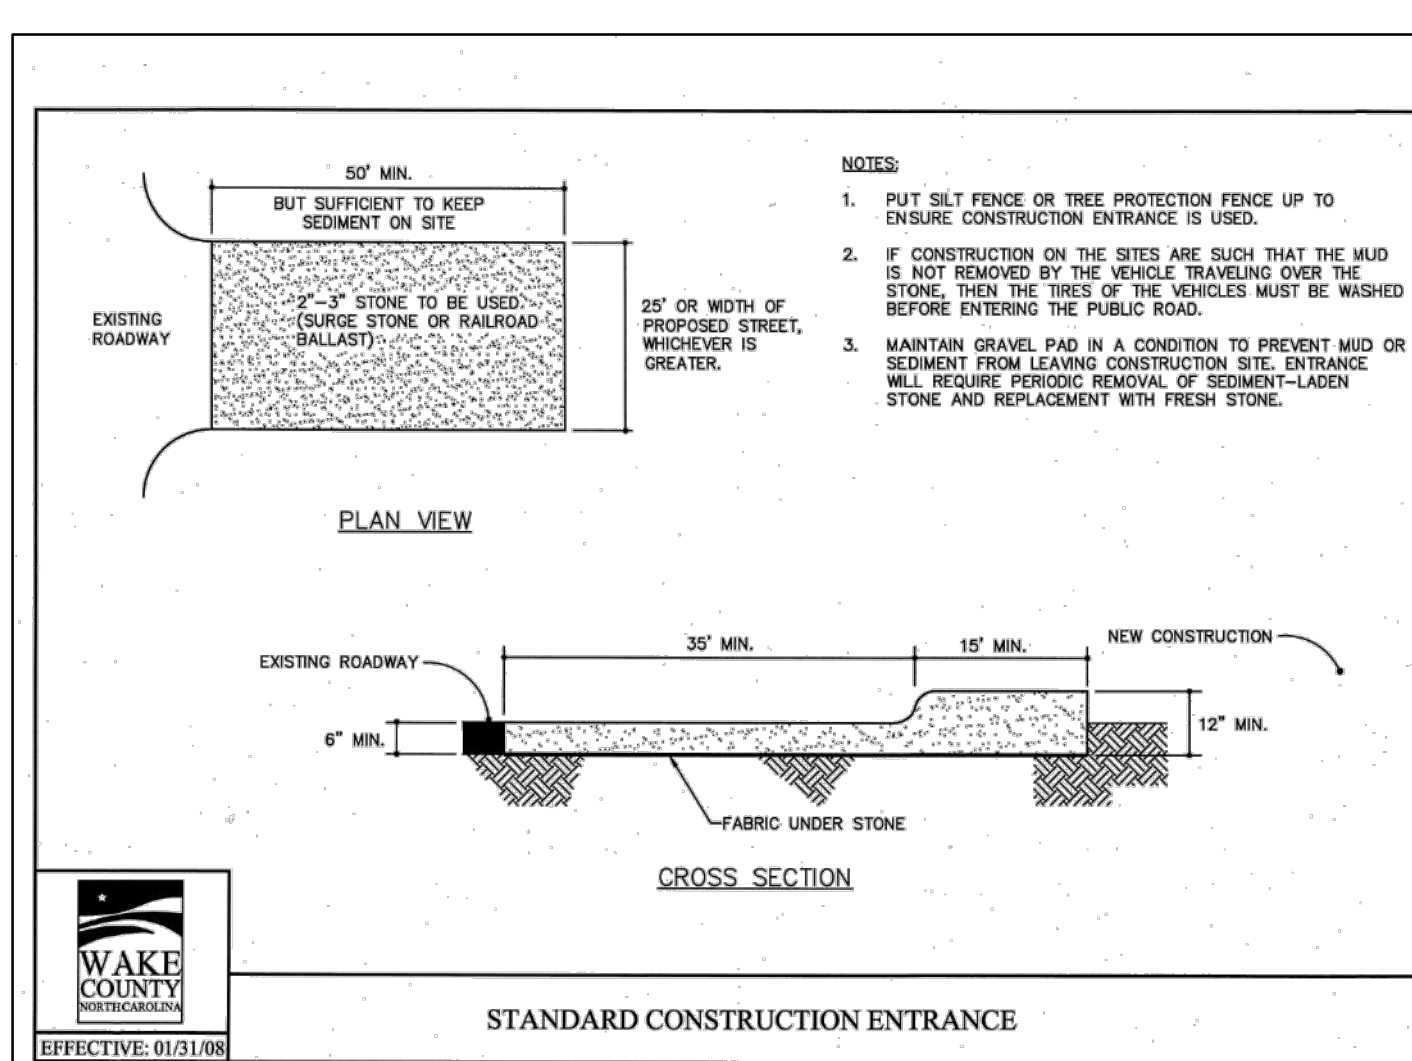 50' MIN.
BUT SUFFICIENT TO KEEP
SEDIMENT ON SITE
2"-3" STONE TO BE USED.
(SURGE STONE OR RAILROAD
BALLAST)
EXISTING
ROADWAY
25' OR WIDTH OF
PROPOSED STREET,
WHICHEVER IS
GREATER.
PLAN VIEW
NOTES:
1. PUT SILT FENCE OR TREE PROTECTION FENCE UP TO
ENSURE CONSTRUCTION ENTRANCE IS USED.
2. IF CONSTRUCTION ON THE SITES ARE SUCH THAT THE MUD
IS NOT REMOVED BY THE VEHICLE TRAVELING OVER THE
STONE, THEN THE TIRES OF THE VEHICLES MUST BE WASHED
BEFORE ENTERING THE PUBLIC ROAD.
3. MAINTAIN GRAVEL PAD IN A CONDITION TO PREVENT MUD OR
SEDIMENT FROM LEAVING CONSTRUCTION SITE. ENTRANCE
WILL REQUIRE PERIODIC REMOVAL OF SEDIMENT-LADEN
STONE AND REPLACEMENT WITH FRESH STONE.
35' MIN.
15' MIN.
NEW CONSTRUCTION
EXISTING ROADWAY
6" MIN.
12" MIN.
FABRIC UNDER STONE
CROSS SECTION
WAKE
COUNTY
NORTH CAROLINA
EFFECTIVE: 01/31/08
STANDARD CONSTRUCTION ENTRANCE